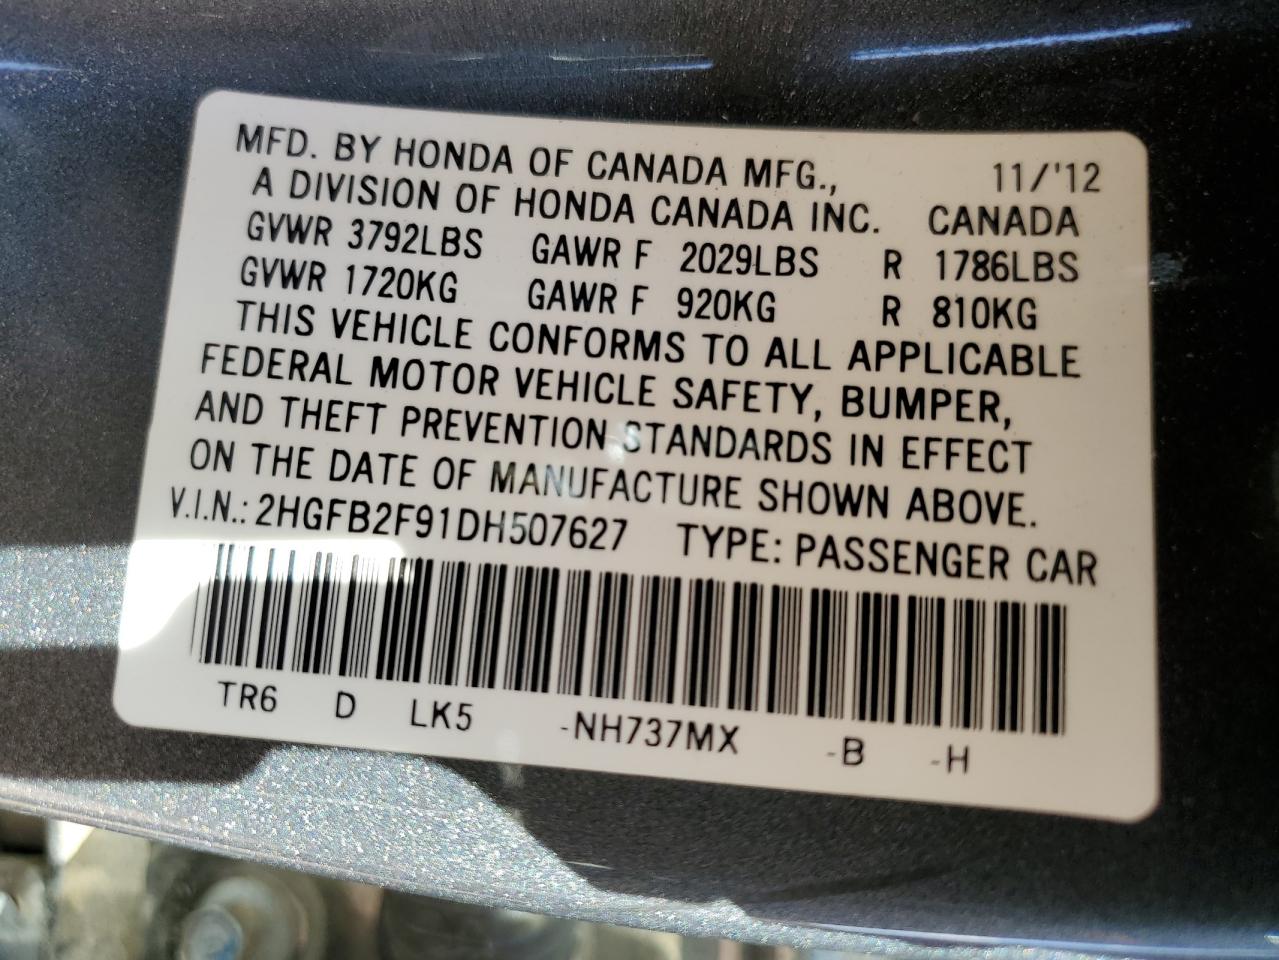 MFD. BY HONDA OF CANADA MFG., 11/'12
A DIVISION OF HONDA CANADA INC. CANADA
GVWR 3792LBS GAWR F 2029LBS R 1786LBS
GVWR 1720KG GAWR F 920KG R 810KG
THIS VEHICLE CONFORMS TO ALL APPLICABLE
FEDERAL MOTOR VEHICLE SAFETY, BUMPER,
AND THEFT PREVENTION STANDARDS IN EFFECT
ON THE DATE OF MANUFACTURE SHOWN ABOVE.
V.I.N.: 2HGFB2F91DH507627 TYPE: PASSENGER CAR
TR6 D LK5 -NH737MX -B -H